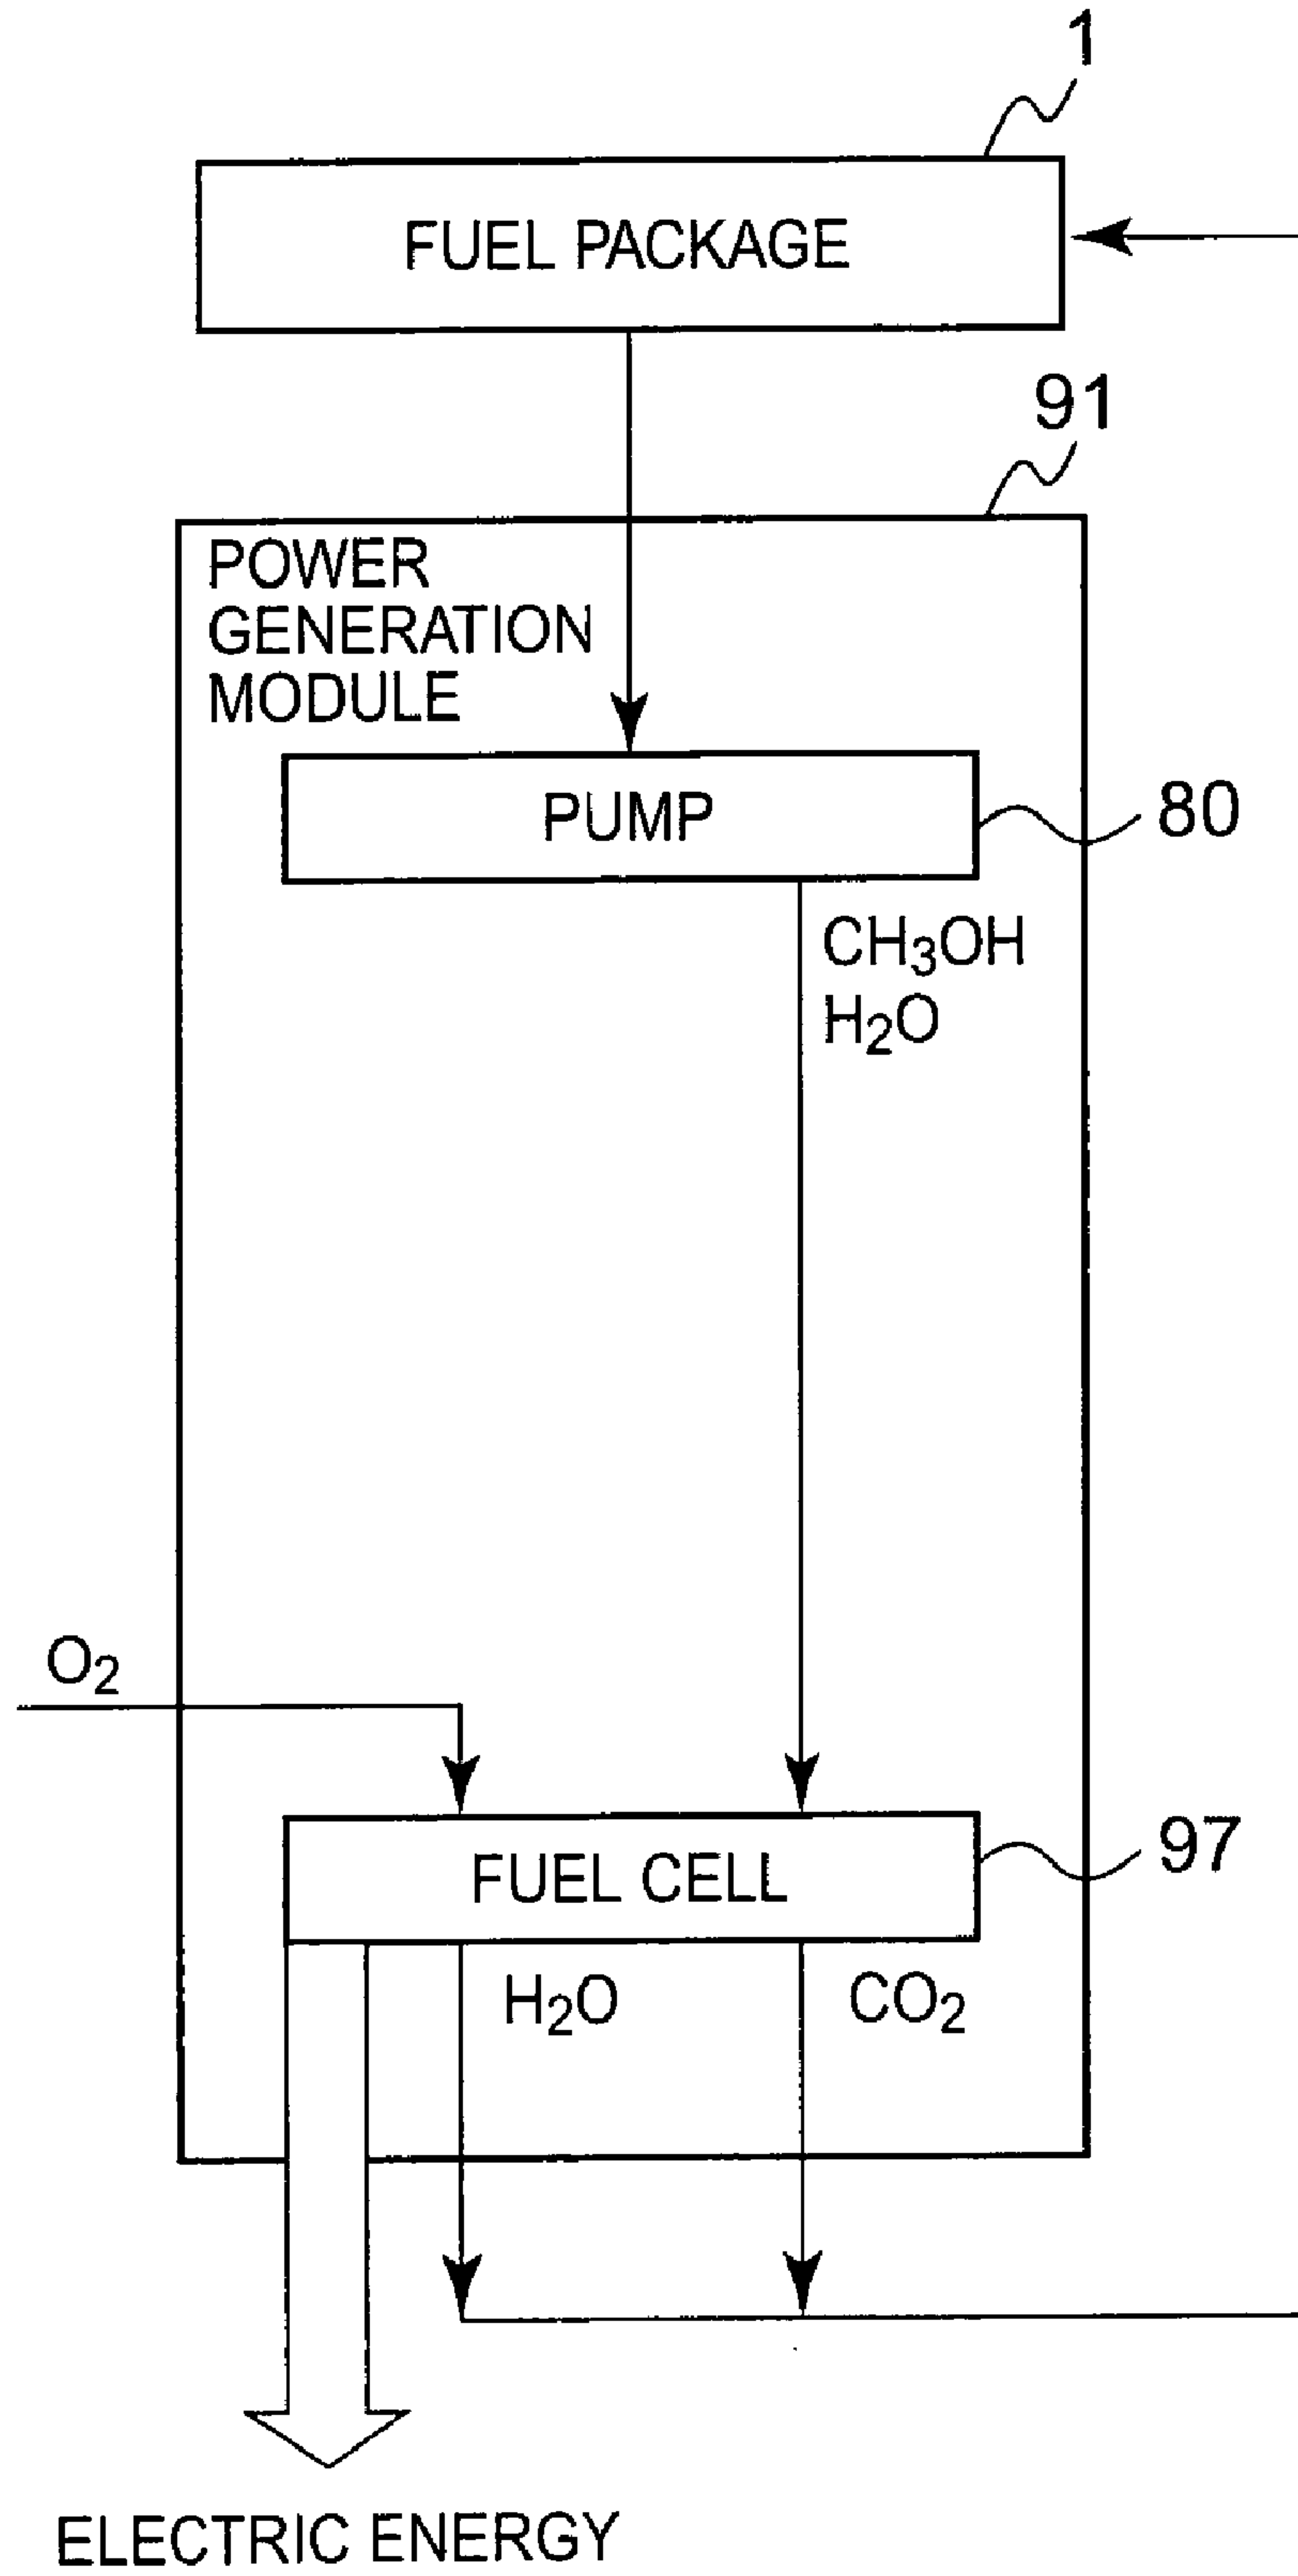 1
FUEL PACKAGE
91
POWER
GENERATION
MODULE
PUMP
80
CH₃OH
H₂O
O₂
FUEL CELL
97
H₂O
CO₂
ELECTRIC ENERGY